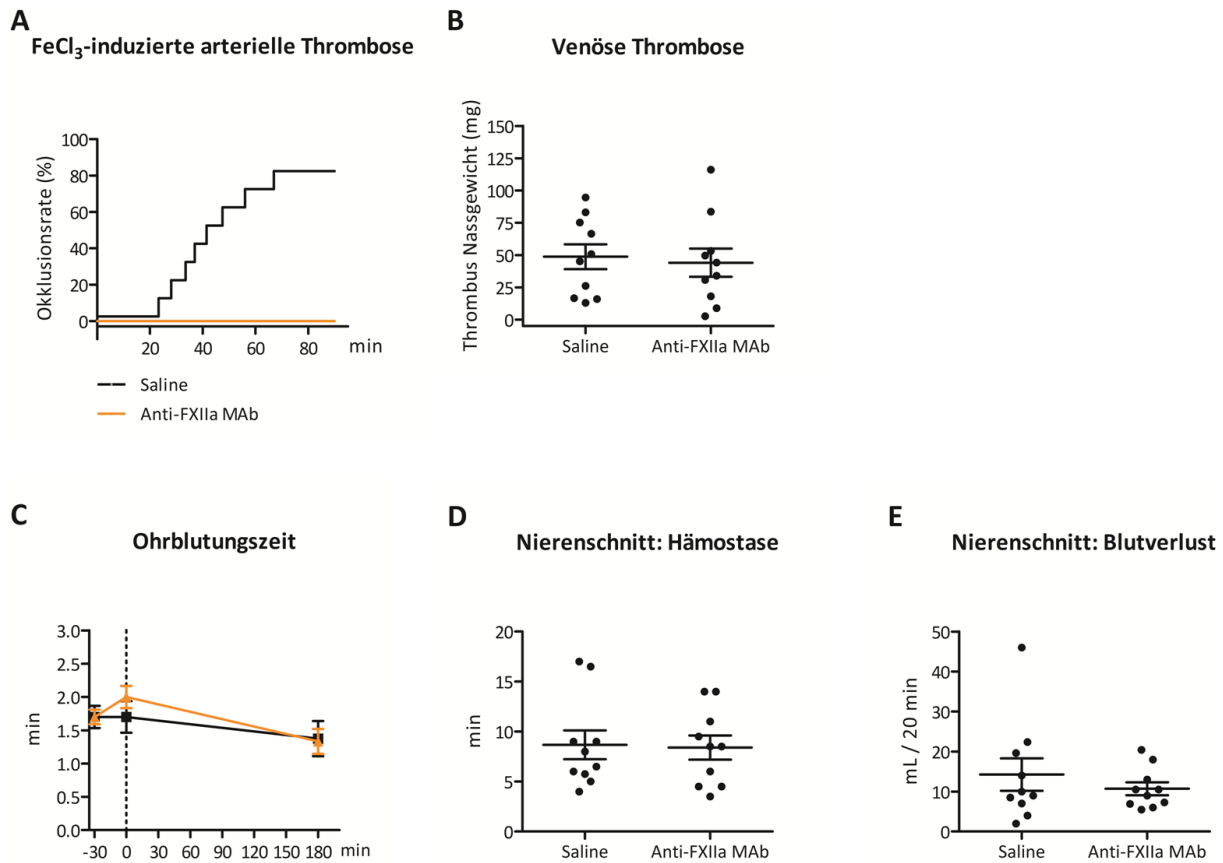 A
FeCl₃-induzierte arterielle Thrombose
Okklusionsrate (%)
100
80
60
40
20
0
20 40 60 80 min
Saline
Anti-FXIIa MAb
B
Venöse Thrombose
Thrombus Nassgewicht (mg)
150
125
100
75
50
25
0
Saline Anti-FXIIa MAb
C
Ohrblutungszeit
min
3.0
2.5
2.0
1.5
1.0
0.5
0.0
-30 0 30 60 90 120 150 180 min
D
Nierenschnitt: Hämostase
min
20
15
10
5
0
Saline Anti-FXIIa MAb
E
Nierenschnitt: Blutverlust
mL / 20 min
50
40
30
20
10
0
Saline Anti-FXIIa MAb